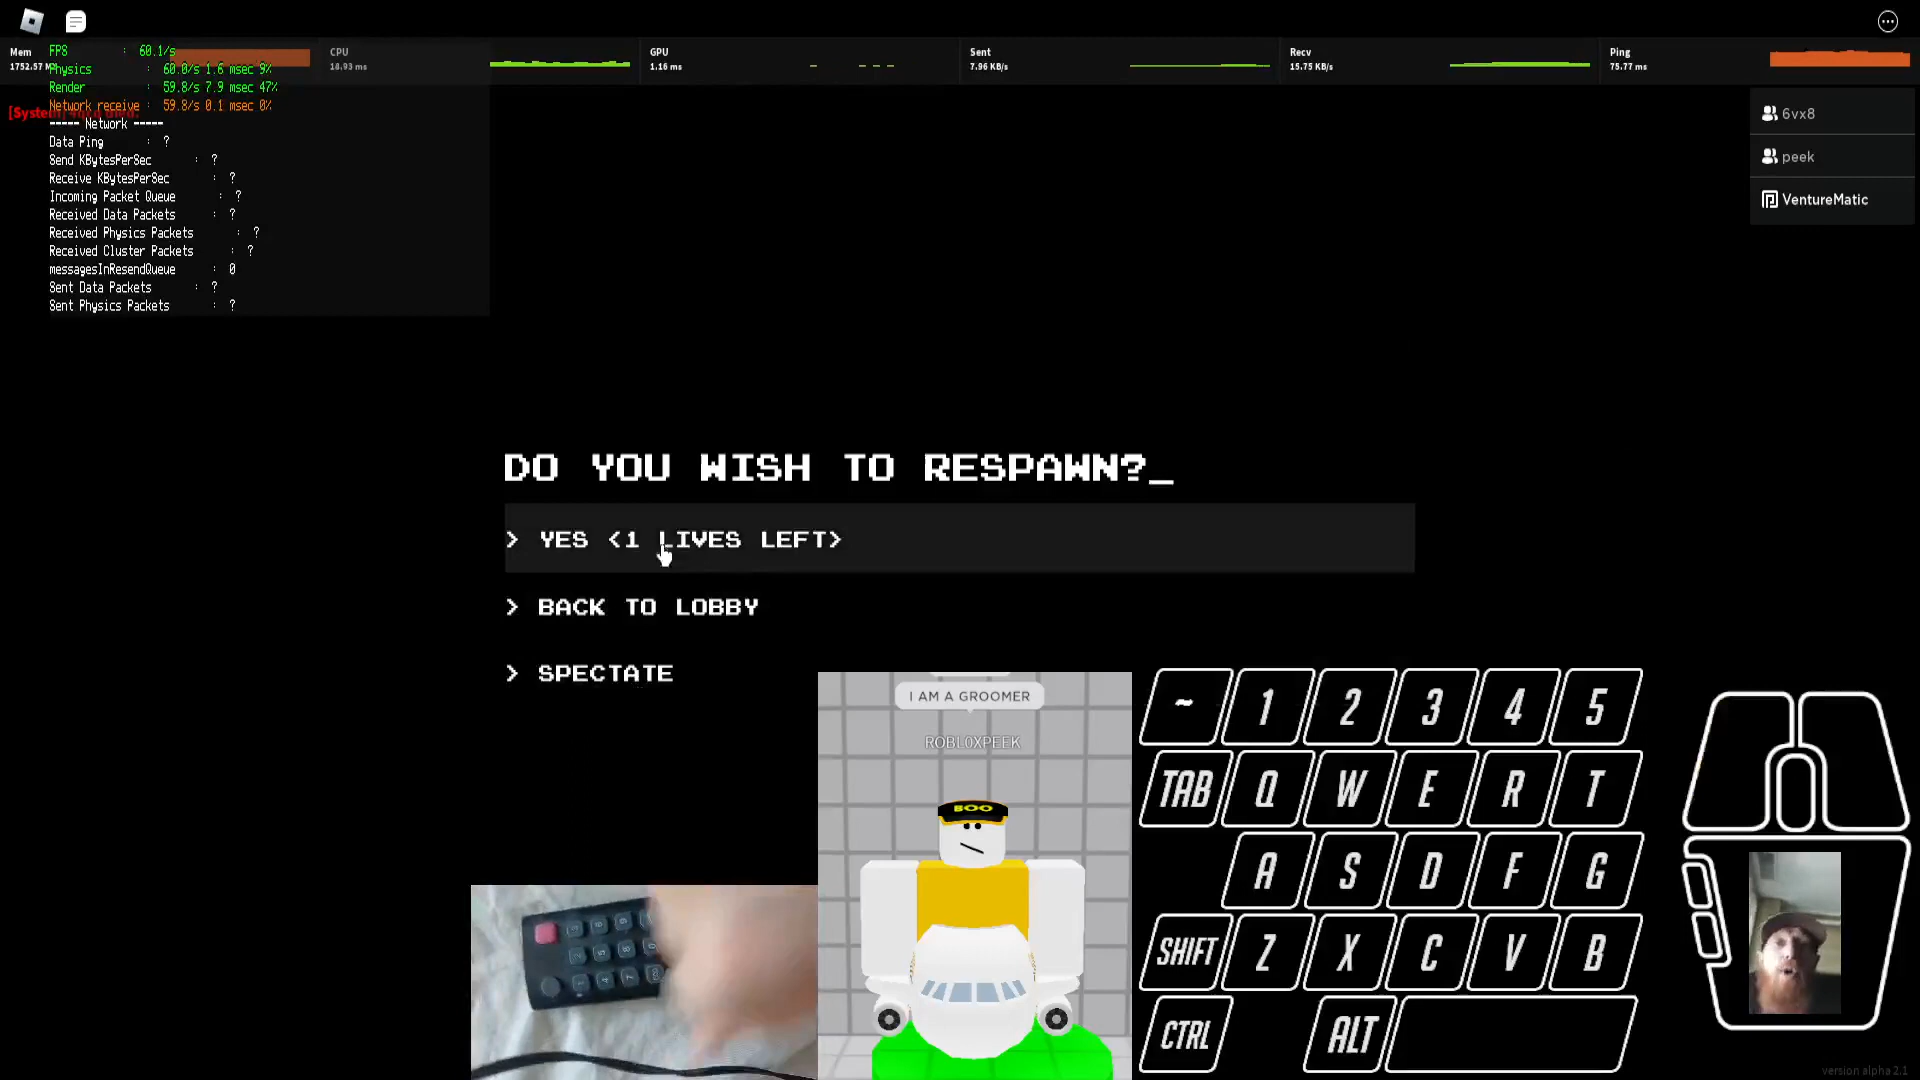 Mem
1752.57 M
CPU
18.93 ms
GPU
1.16 ms
Sent
7.96 KB/s
Recv
15.75 KB/s
Ping
75.77 ms
FPS : 60.1/s
Physics : 60.0/s 1.6 msec 9%
Render : 59.8/s 7.9 msec 47%
Network receive : 59.8/s 0.1 msec 0%
[System]
----- Network -----
Data Ping : ?
Send KBytesPerSec : ?
Receive KBytesPerSec : ?
Incoming Packet Queue : ?
Received Data Packets : ?
Received Physics Packets : ?
Received Cluster Packets : ?
messagesInResendQueue : 0
Sent Data Packets : ?
Sent Physics Packets : ?
6vx8
peek
VentureMatic
DO YOU WISH TO RESPAWN?_
> YES <1 LIVES LEFT>
> BACK TO LOBBY
> SPECTATE
I AM A GROOMER
ROBL0XPEEK
BOO
~ 1 2 3 4 5
TAB Q W E R T
A S D F G
SHIFT Z X C V B
CTRL ALT
version alpha 2.1